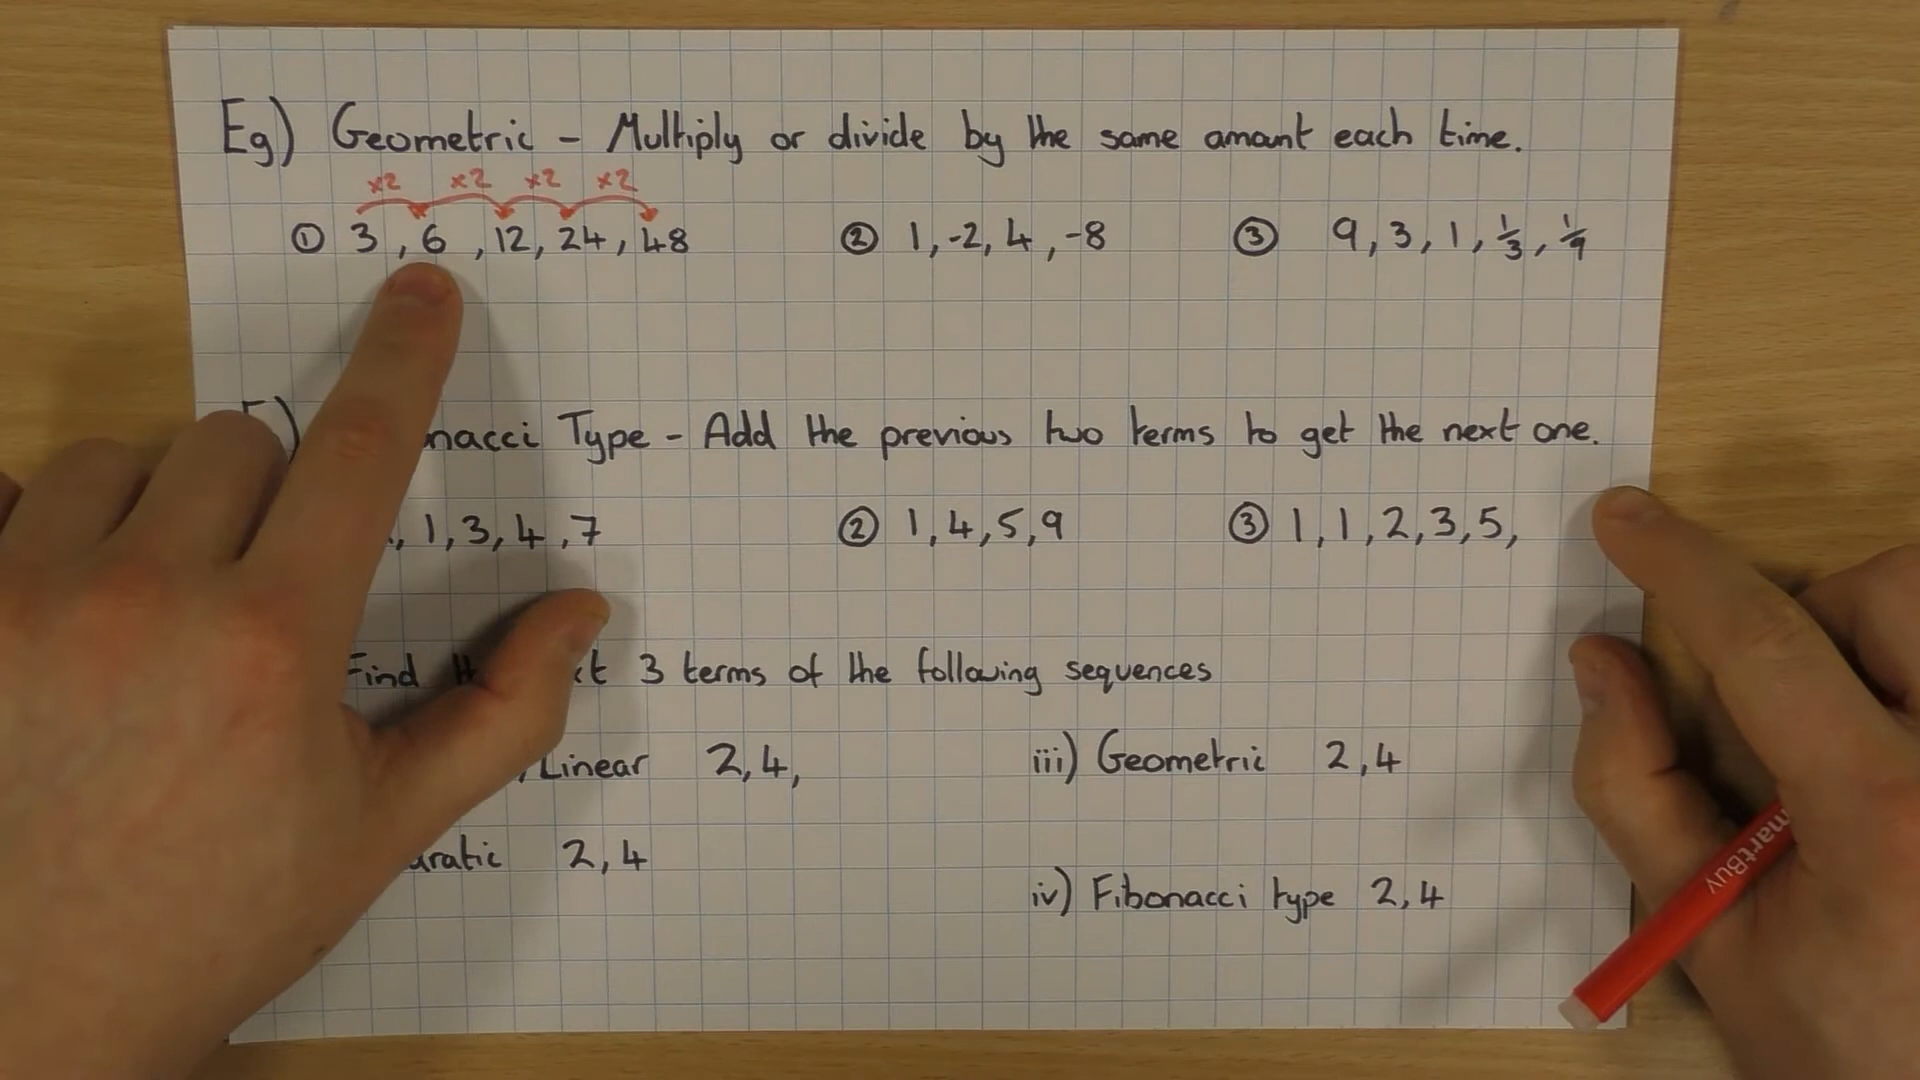 Eg) Geometric - Multiply or divide by the same amount each time.
×2 ×2 ×2 ×2
① 3, 6, 12, 24, 48 ② 1, -2, 4, -8 ③ 9, 3, 1, 1/3, 1/9
nacci Type - Add the previous two terms to get the next one.
, 1, 3, 4, 7 ② 1, 4, 5, 9 ③ 1, 1, 2, 3, 5,
Find 3 terms of the following sequences
Linear 2, 4, iii) Geometric 2, 4
ratic 2, 4
iv) Fibonacci type 2, 4
martBuy